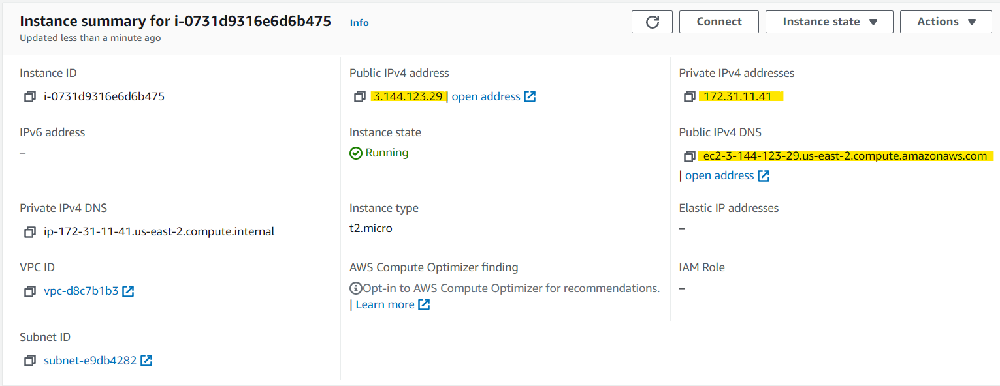 Instance summary for i-0731d9316e6d6b475 Info
Updated less than a minute ago
Connect
Instance state
Actions
Instance ID
i-0731d9316e6d6b475
Public IPv4 address
3.144.123.29 | open address
Private IPv4 addresses
172.31.11.41
IPv6 address
–
Instance state
Running
Public IPv4 DNS
ec2-3-144-123-29.us-east-2.compute.amazonaws.com
| open address
Private IPv4 DNS
ip-172-31-11-41.us-east-2.compute.internal
Instance type
t2.micro
Elastic IP addresses
–
VPC ID
vpc-d8c7b1b3
AWS Compute Optimizer finding
Opt-in to AWS Compute Optimizer for recommendations.
| Learn more
IAM Role
–
Subnet ID
subnet-e9db4282